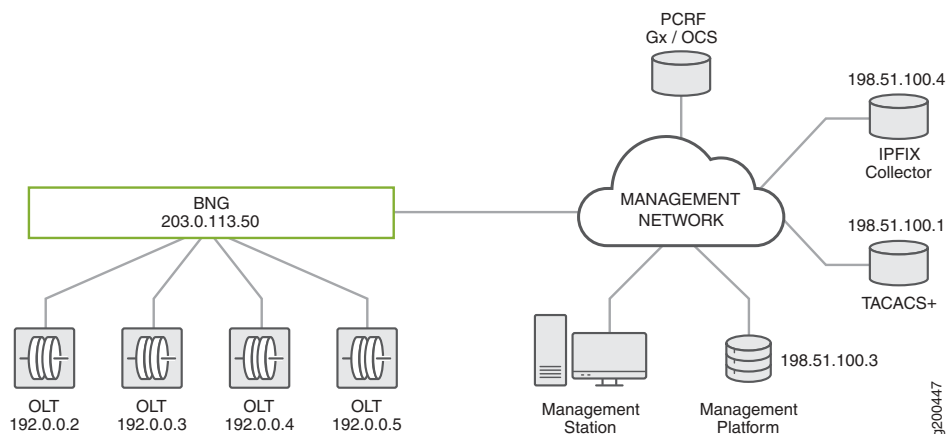 PCRF
Gx / OCS
198.51.100.4
IPFIX
Collector
BNG
203.0.113.50
MANAGEMENT
NETWORK
198.51.100.1
TACACS+
198.51.100.3
OLT
192.0.0.2
OLT
192.0.0.3
OLT
192.0.0.4
OLT
192.0.0.5
Management
Station
Management
Platform
g200447